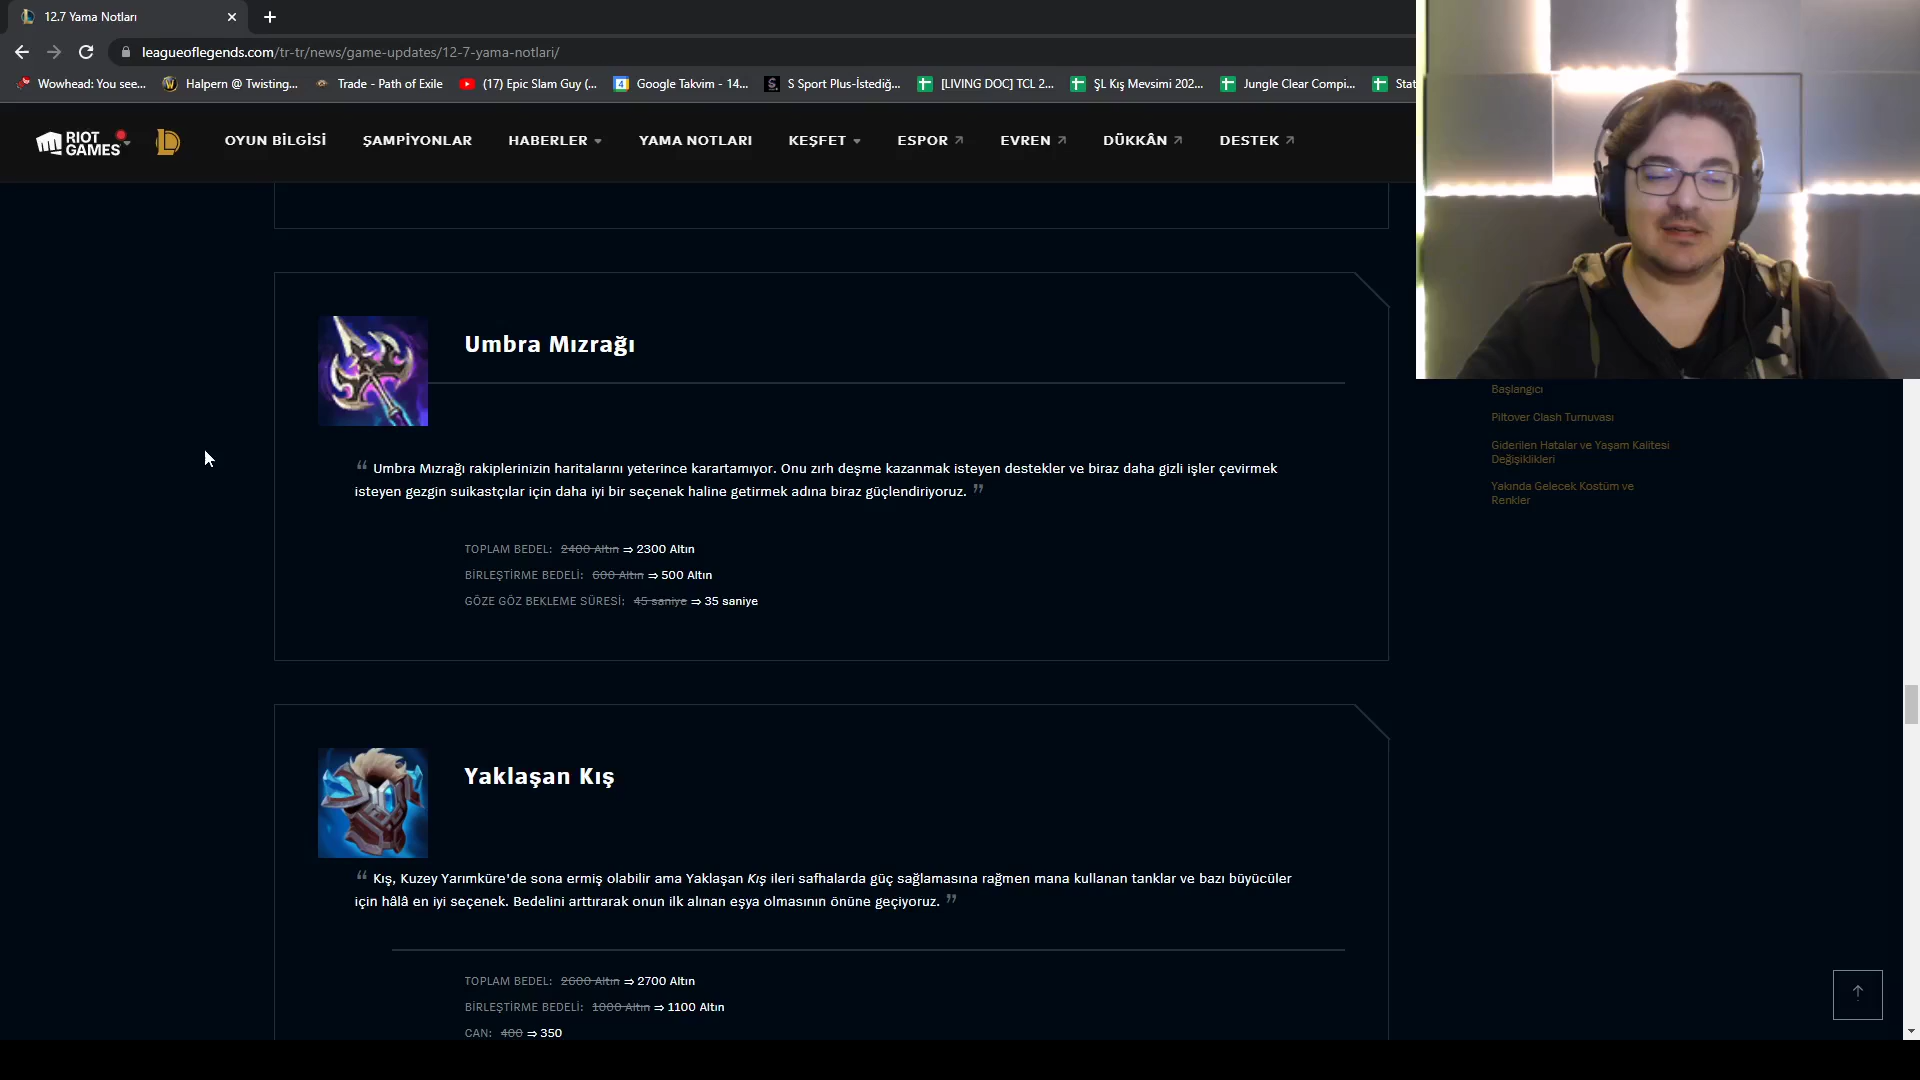 12.7 Yama Notları
leagueoflegends.com/tr-tr/news/game-updates/12-7-yama-notlari/
Wowhead: You see...
Halpern @ Twisting...
Trade - Path of Exile
(17) Epic Slam Guy (...
Google Takvim - 14...
S Sport Plus-İstediğ...
[LIVING DOC] TCL 2...
ŞL Kış Mevsimi 202...
Jungle Clear Compi...
Stat
RIOT GAMES
OYUN BİLGİSİ
ŞAMPİYONLAR
HABERLER
YAMA NOTLARI
KEŞFET
ESPOR
EVREN
DÜKKÂN
DESTEK
Umbra Mızrağı
“ Umbra Mızrağı rakiplerinizin haritalarını yeterince karartamıyor. Onu zırh deşme kazanmak isteyen destekler ve biraz daha gizli işler çevirmek
isteyen gezgin suikastçılar için daha iyi bir seçenek haline getirmek adına biraz güçlendiriyoruz. ”
TOPLAM BEDEL: 2400 Altın ⇒ 2300 Altın
BİRLEŞTİRME BEDELİ: 600 Altın ⇒ 500 Altın
GÖZE GÖZ BEKLEME SÜRESİ: 45 saniye ⇒ 35 saniye
Yaklaşan Kış
“ Kış, Kuzey Yarımküre'de sona ermiş olabilir ama Yaklaşan Kış ileri safhalarda güç sağlamasına rağmen mana kullanan tanklar ve bazı büyücüler
için hâlâ en iyi seçenek. Bedelini arttırarak onun ilk alınan eşya olmasının önüne geçiyoruz. ”
TOPLAM BEDEL: 2600 Altın ⇒ 2700 Altın
BİRLEŞTİRME BEDELİ: 1000 Altın ⇒ 1100 Altın
CAN: 400 ⇒ 350
Başlangıcı
Piltover Clash Turnuvası
Giderilen Hatalar ve Yaşam Kalitesi
Değişiklikleri
Yakında Gelecek Kostüm ve
Renkler